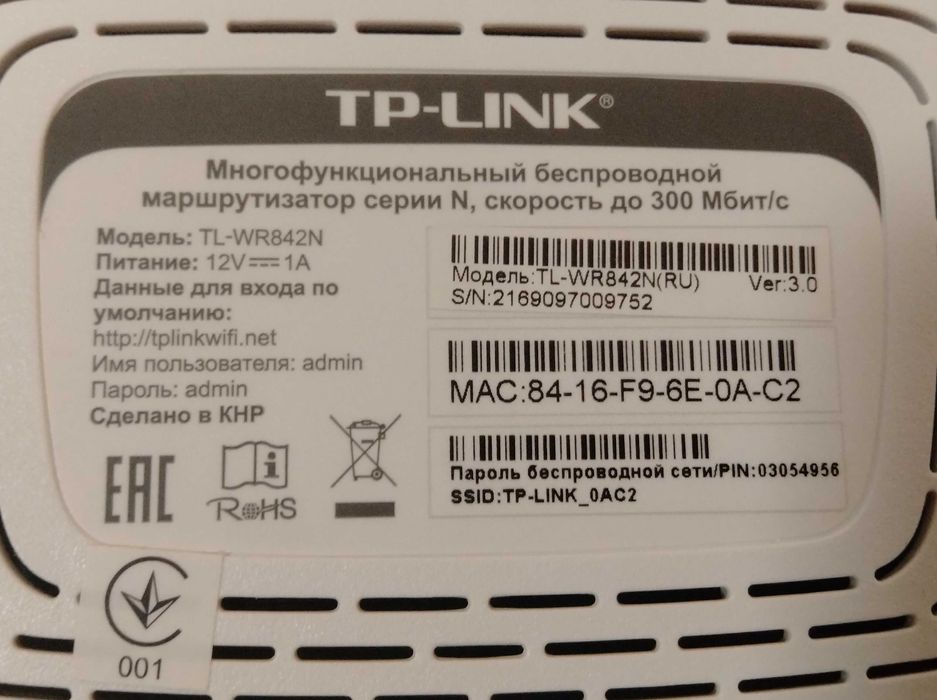 TP-LINK®
Многофункциональный беспроводной
маршрутизатор серии N, скорость до 300 Мбит/с
Модель: TL-WR842N
Питание: 12V⎓1A
Данные для входа по
умолчанию:
http://tplinkwifi.net
Имя пользователя: admin
Пароль: admin
Сделано в КНР
EAC
RoHS
Модель:TL-WR842N(RU) Ver:3.0
S/N:2169097009752
MAC:84-16-F9-6E-0A-C2
Пароль беспроводной сети/PIN:03054956
SSID:TP-LINK_0AC2
001